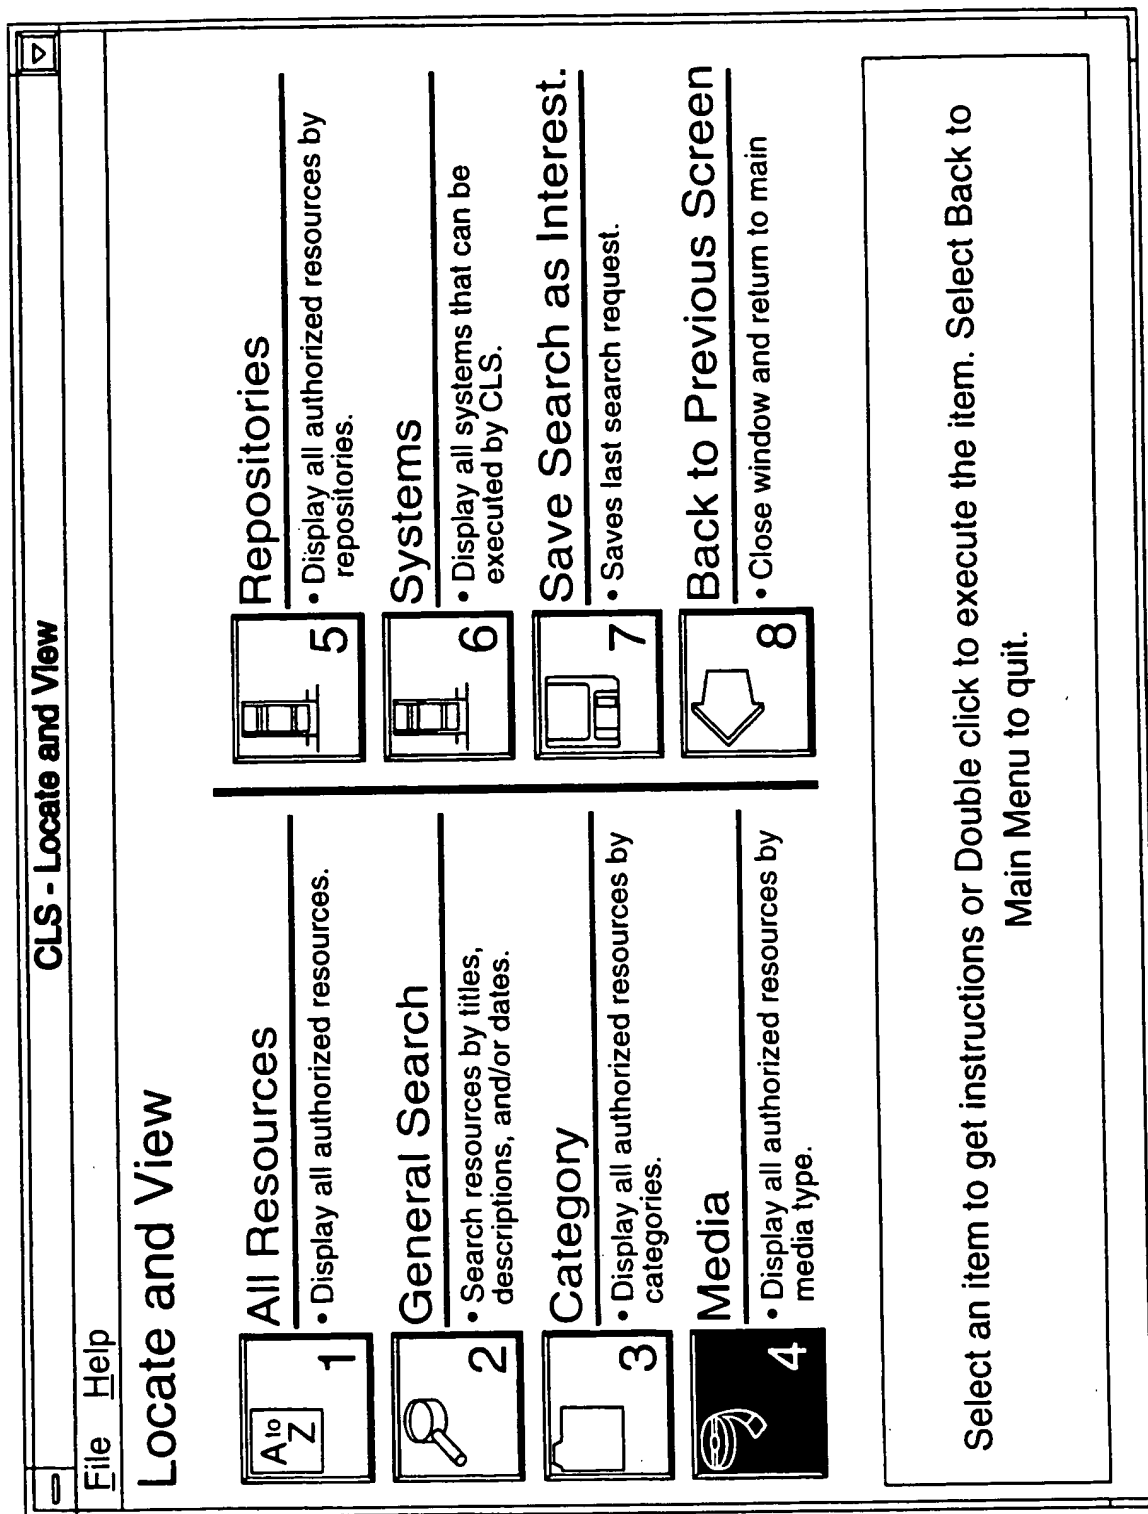 CLS - Locate and View
File Help
Locate and View
1
A to
Z
All Resources
• Display all authorized resources.
2
General Search
• Search resources by titles,
descriptions, and/or dates.
3
Category
• Display all authorized resources by
categories.
4
Media
• Display all authorized resources by
media type.
5
Repositories
• Display all authorized resources by
repositories.
6
Systems
• Display all systems that can be
executed by CLS.
7
Save Search as Interest.
• Saves last search request.
8
Back to Previous Screen
• Close window and return to main
Select an item to get instructions or Double click to execute the item. Select Back to
Main Menu to quit.